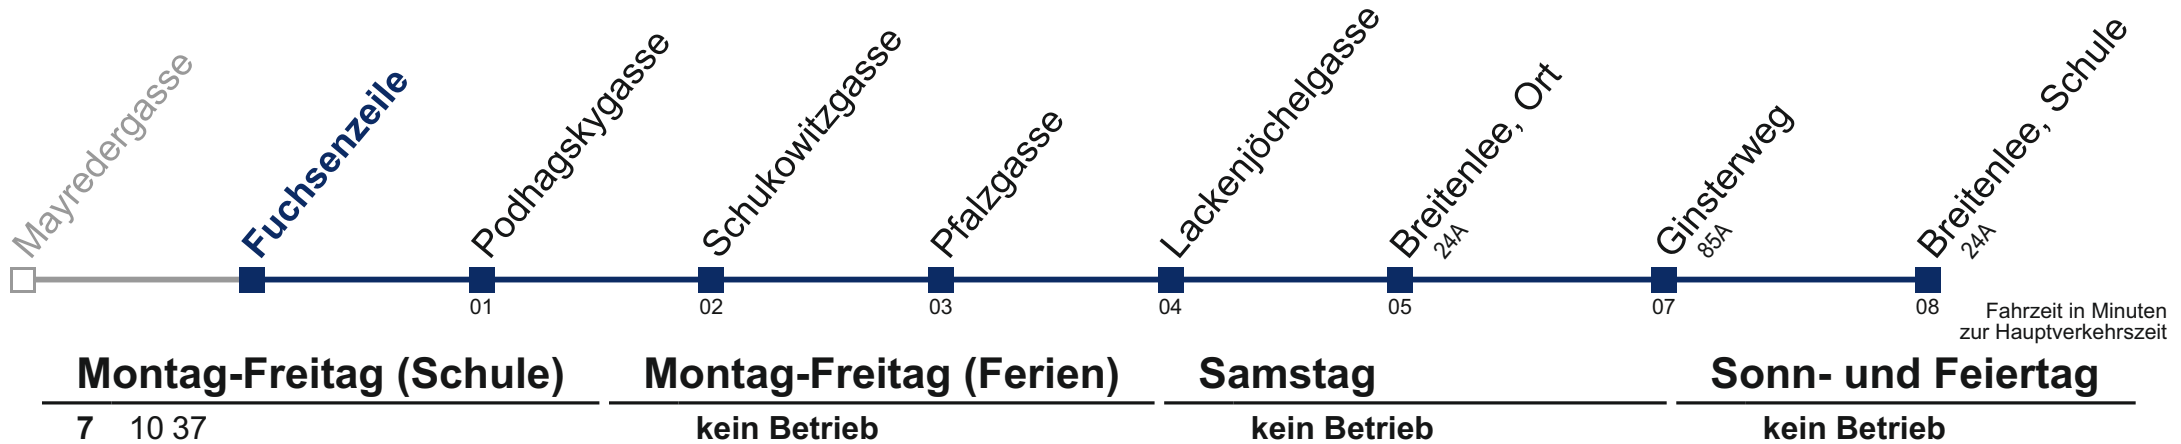 Mayredergasse
Fuchsenzeile
Podhagskygasse
Schukowitzgasse
Pfalzgasse
Lackenjöchelgasse
Breitenlee, Ort
24A
Ginsterweg
85A
Breitenlee, Schule
24A
01 02 03 04 05 07 08
Fahrzeit in Minuten
zur Hauptverkehrszeit
Montag-Freitag (Schule) Montag-Freitag (Ferien) Samstag Sonn- und Feiertag
7 10 37 kein Betrieb kein Betrieb kein Betrieb